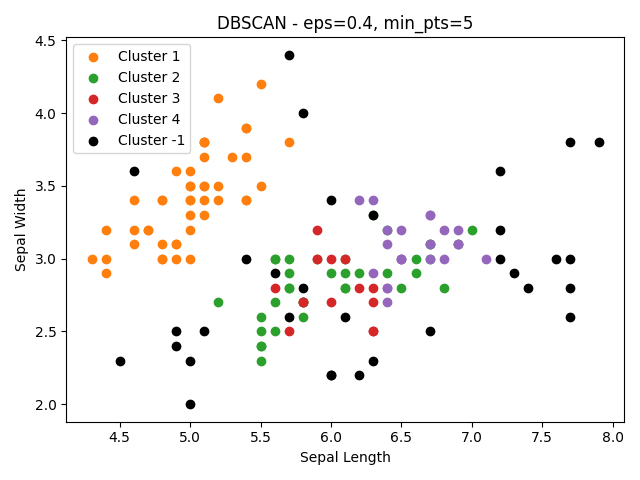 DBSCAN - eps=0.4, min_pts=5
Cluster 1
Cluster 2
Cluster 3
Cluster 4
Cluster -1
4.5
4.0
3.5
3.0
2.5
2.0
Sepal Width
4.5 5.0 5.5 6.0 6.5 7.0 7.5 8.0
Sepal Length